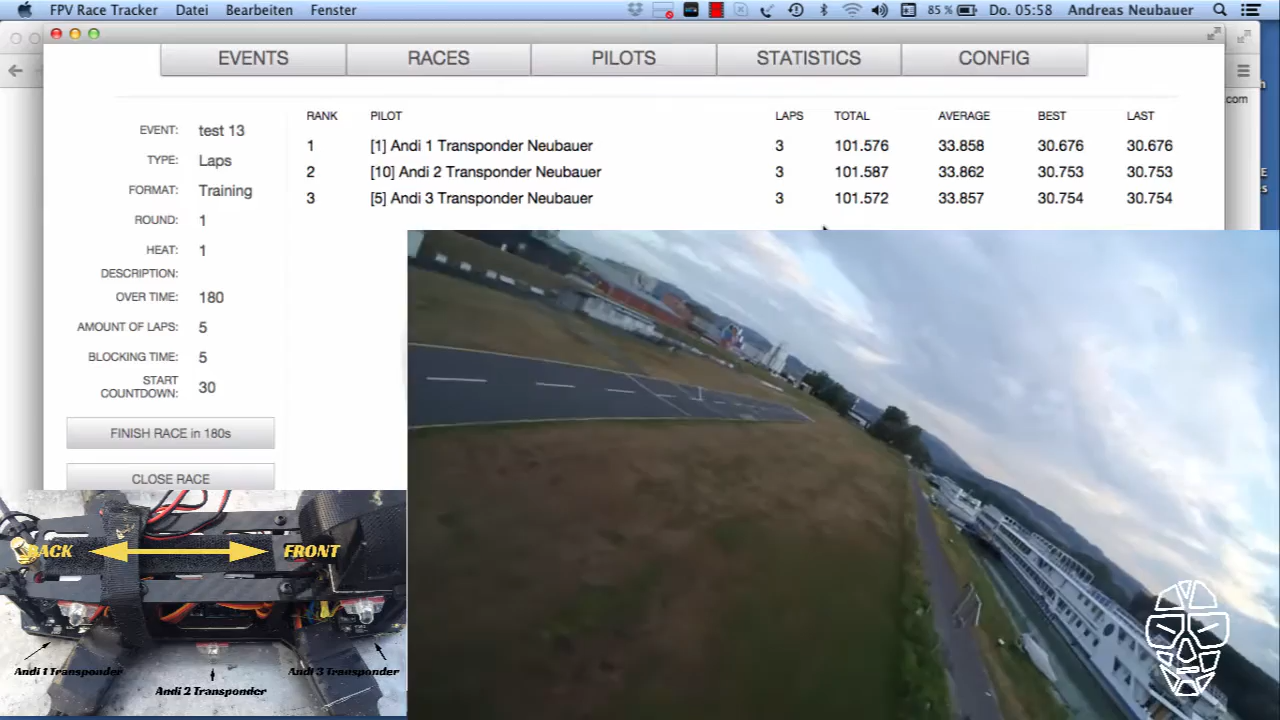 FPV Race Tracker Datei Bearbeiten Fenster 85 % Do. 05:58 Andreas Neubauer
EVENTS RACES PILOTS STATISTICS CONFIG
com
EVENT: test 13
TYPE: Laps
FORMAT: Training
ROUND: 1
HEAT: 1
DESCRIPTION:
OVER TIME: 180
AMOUNT OF LAPS: 5
BLOCKING TIME: 5
START
COUNTDOWN: 30
FINISH RACE in 180s
CLOSE RACE
RANK PILOT LAPS TOTAL AVERAGE BEST LAST
1 [1] Andi 1 Transponder Neubauer 3 101.576 33.858 30.676 30.676
2 [10] Andi 2 Transponder Neubauer 3 101.587 33.862 30.753 30.753
3 [5] Andi 3 Transponder Neubauer 3 101.572 33.857 30.754 30.754
BACK FRONT
Andi 1 Transponder
Andi 2 Transponder
Andi 3 Transponder